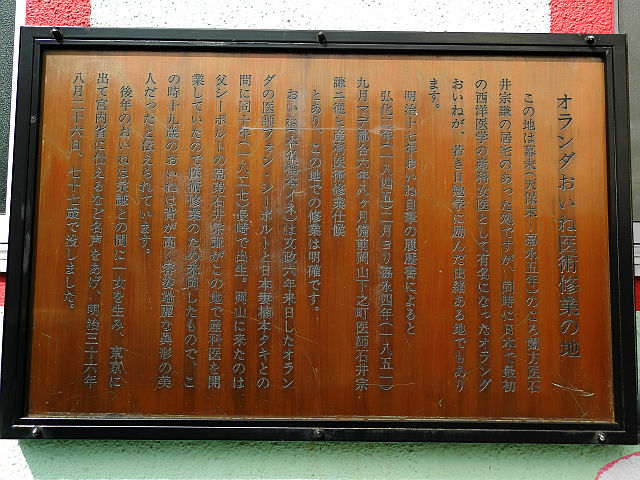 オランダおいね医術修業の地
この地は幕末(天保末―嘉永五年)のころ蘭方医石
井宗謙の居宅のあった処ですが、同時に日本で最初
の西洋医学の産科女医として有名になったオランダ
おいねが、若き日勉学に励んだ由緒ある地でもあり
ます。
明治十七年おいね自筆の履歴書によると
弘化二年(一八四五)二月ヨリ嘉永四年(一八五一)
九月マデ都合六年八ヶ月備前岡山下之町医師石井宗
謙ニ従ヒ産科医術修業仕候
とあり、この地での修業は明確です。
おいね(本名楠本イネ)は文政六年来日したオラン
ダの医師フォン・シーボルトと日本妻楠本タキとの
間に同十年(一八二七)長崎で出生。岡山に来たのは
父シーボルトの高弟石井宗謙がこの地で産科医を開
業していたので医術修業のため来岡したもので、こ
の時十九歳のおいねは背が高く容姿端麗な異形の美
人だったと伝えられています。
後年のおいねは宗謙との間に一女を生み、東京に
出て宮内省に仕えるなど名声をあげ、明治三十六年
八月二十六日、七十七歳で没しました。